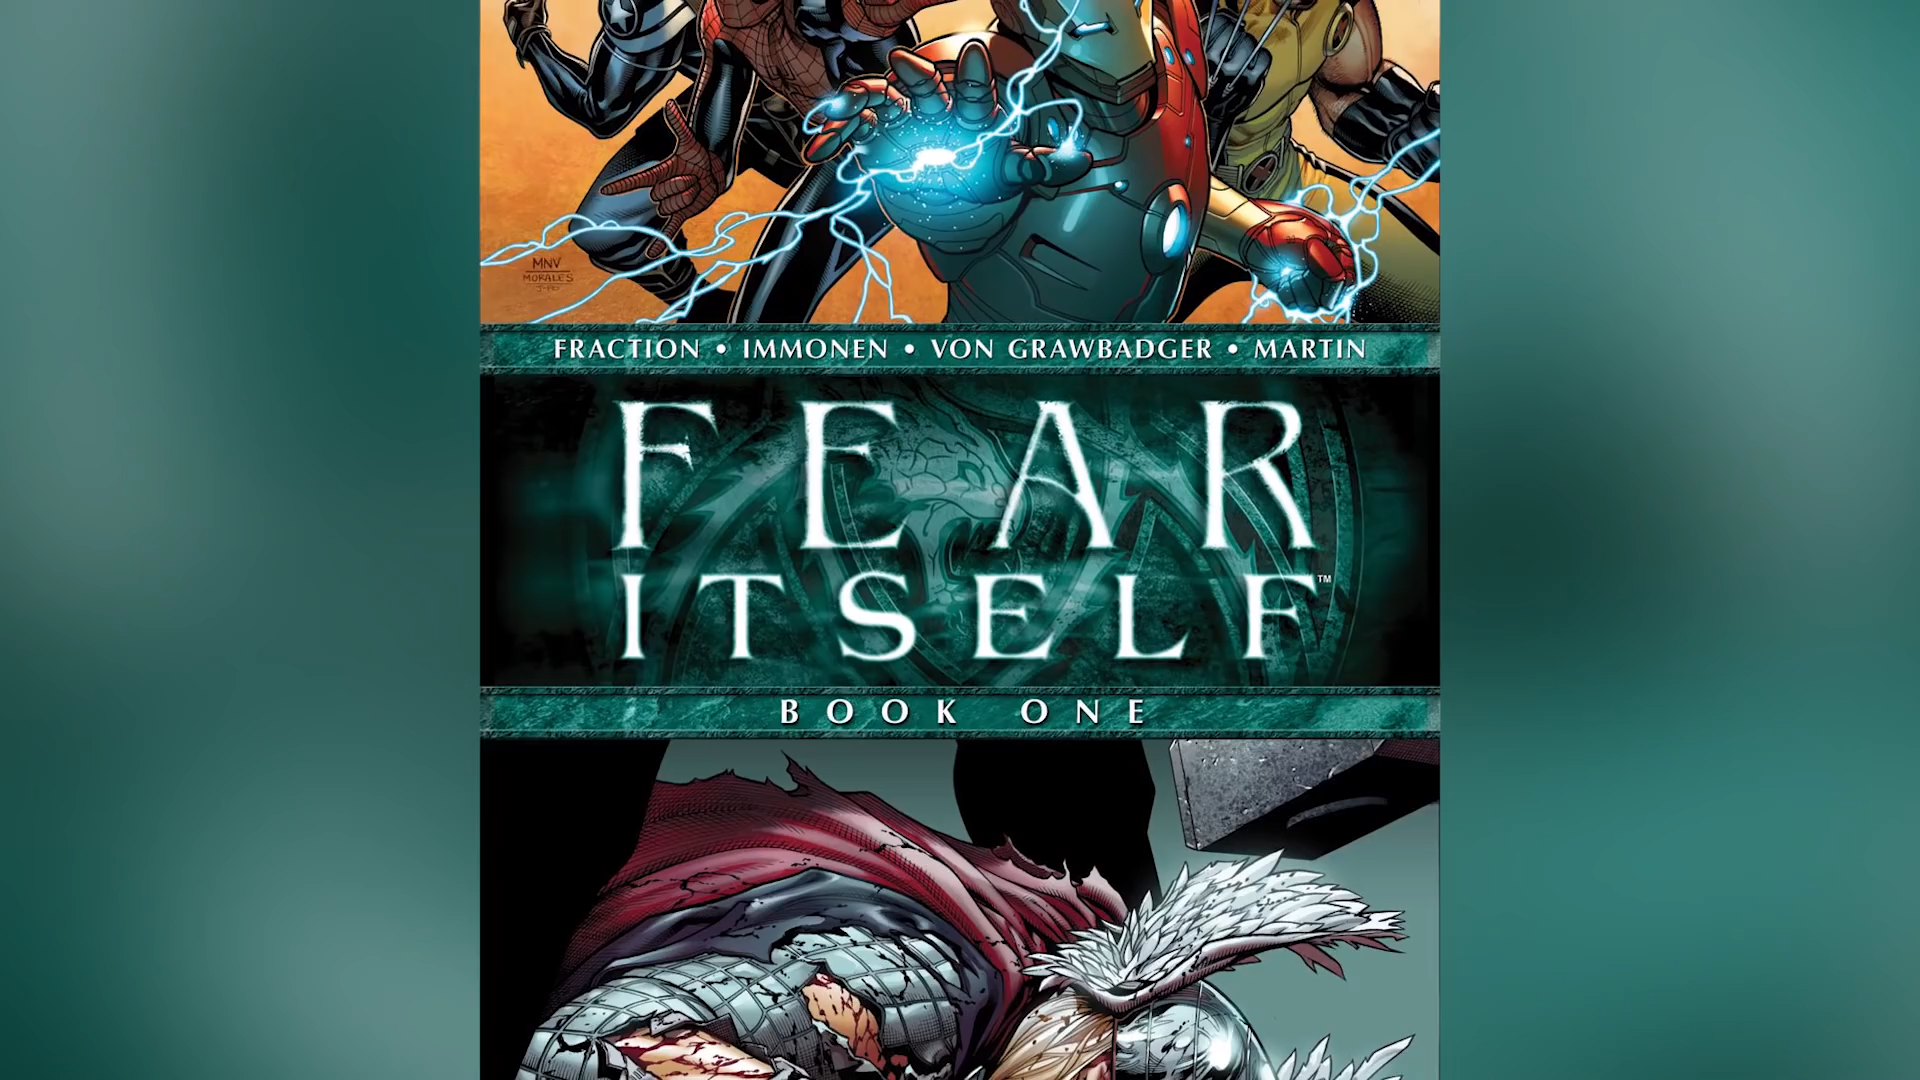 MNV
MORALES
FRACTION • IMMONEN • VON GRAWBADGER • MARTIN
FEAR
ITSELF™
BOOK ONE